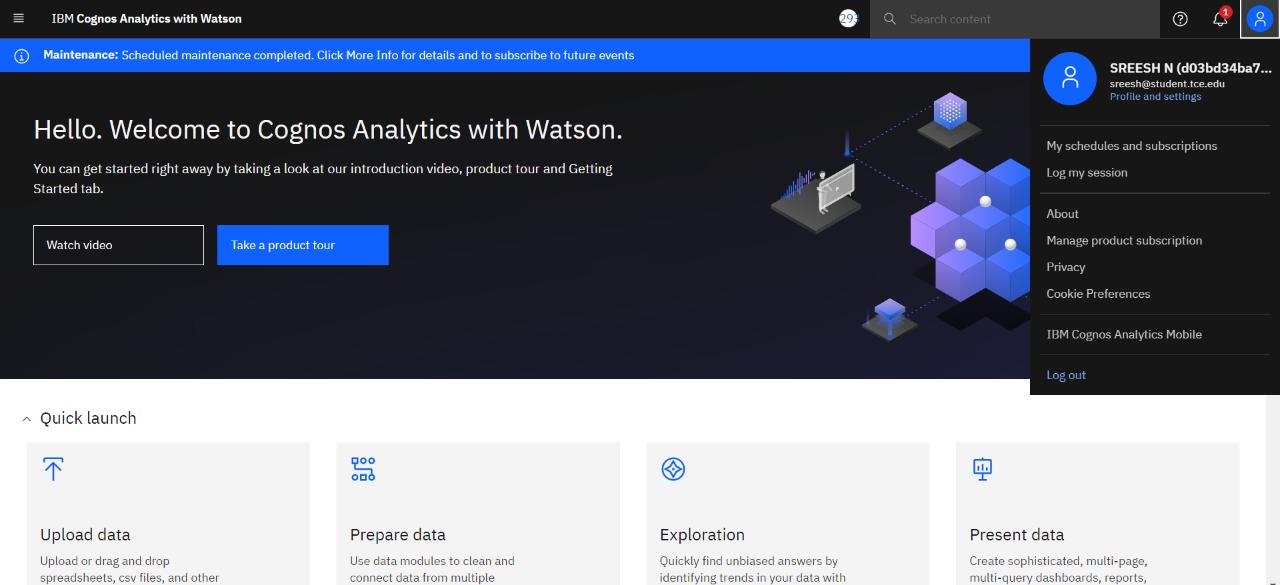 IBM Cognos Analytics with Watson
Search content
1
Maintenance: Scheduled maintenance completed. Click More Info for details and to subscribe to future events
SREESH N (d03bd34ba7...
sreesh@student.tce.edu
Profile and settings
My schedules and subscriptions
Log my session
About
Manage product subscription
Privacy
Cookie Preferences
IBM Cognos Analytics Mobile
Log out
Hello. Welcome to Cognos Analytics with Watson.
You can get started right away by taking a look at our introduction video, product tour and Getting
Started tab.
Watch video
Take a product tour
Quick launch
Upload data
Upload or drag and drop
spreadsheets, csv files, and other
Prepare data
Use data modules to clean and
connect data from multiple
Exploration
Quickly find unbiased answers by
identifying trends in your data with
Present data
Create sophisticated, multi-page,
multi-query dashboards, reports,